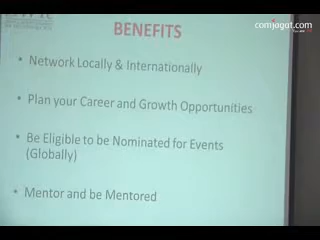 comjagat.com
BENEFITS
• Network Locally & Internationally
• Plan your Career and Growth Opportunities
• Be Eligible to be Nominated for Events
(Globally)
• Mentor and be Mentored